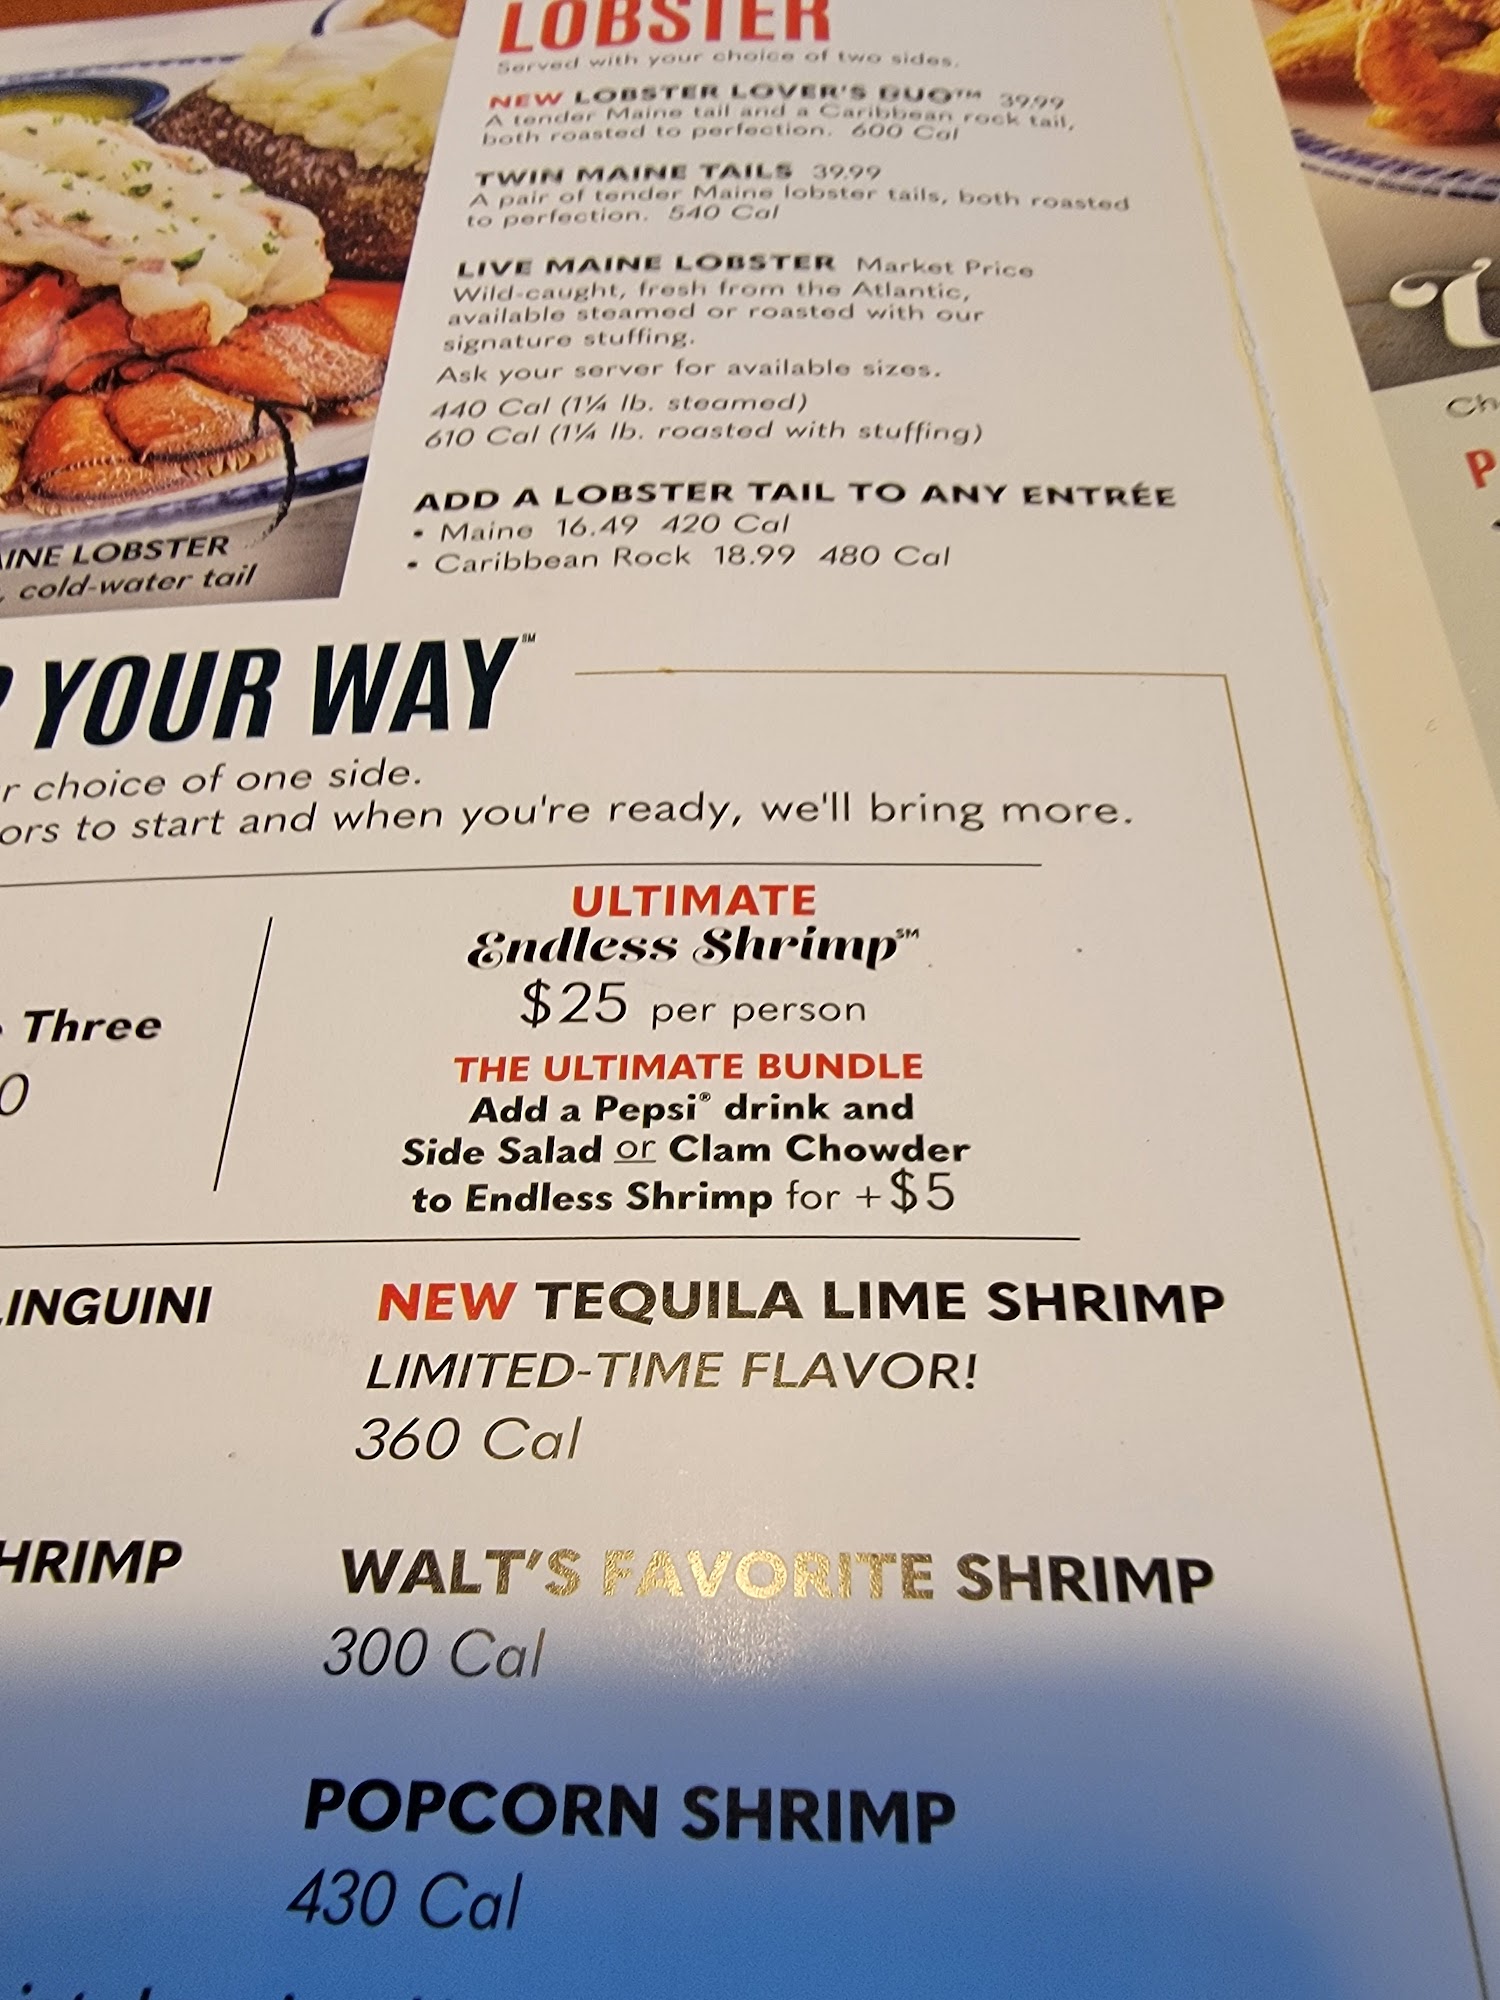 LOBSTER
Served with your choice of two sides.
NEW LOBSTER LOVER'S DUO™ 39.99
A tender Maine tail and a Caribbean rock tail,
both roasted to perfection. 600 Cal
TWIN MAINE TAILS 39.99
A pair of tender Maine lobster tails, both roasted
to perfection. 540 Cal
LIVE MAINE LOBSTER Market Price
Wild-caught, fresh from the Atlantic,
available steamed or roasted with our
signature stuffing.
Ask your server for available sizes.
440 Cal (1¼ lb. steamed)
610 Cal (1¼ lb. roasted with stuffing)
ADD A LOBSTER TAIL TO ANY ENTRÉE
• Maine 16.49 420 Cal
• Caribbean Rock 18.99 480 Cal
AINE LOBSTER
, cold-water tail
P YOUR WAY℠
r choice of one side.
ors to start and when you're ready, we'll bring more.
Three
0
ULTIMATE
Endless Shrimp℠
$25 per person
THE ULTIMATE BUNDLE
Add a Pepsi® drink and
Side Salad or Clam Chowder
to Endless Shrimp for +$5
LINGUINI
NEW TEQUILA LIME SHRIMP
LIMITED-TIME FLAVOR!
360 Cal
HRIMP
WALT'S FAVORITE SHRIMP
300 Cal
POPCORN SHRIMP
430 Cal
Ch
P